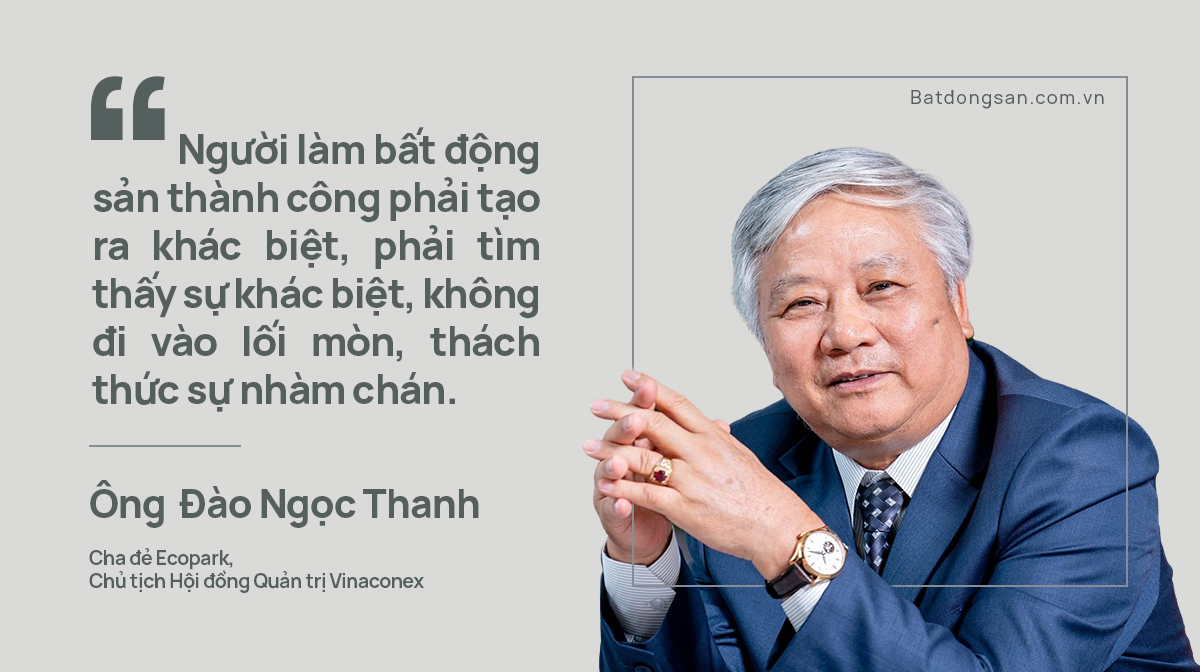 Batdongsan.com.vn
“ Người làm bất động
sản thành công phải tạo
ra khác biệt, phải tìm
thấy sự khác biệt, không
đi vào lối mòn, thách
thức sự nhàm chán.
Ông Đào Ngọc Thanh
Cha đẻ Ecopark,
Chủ tịch Hội đồng Quản trị Vinaconex